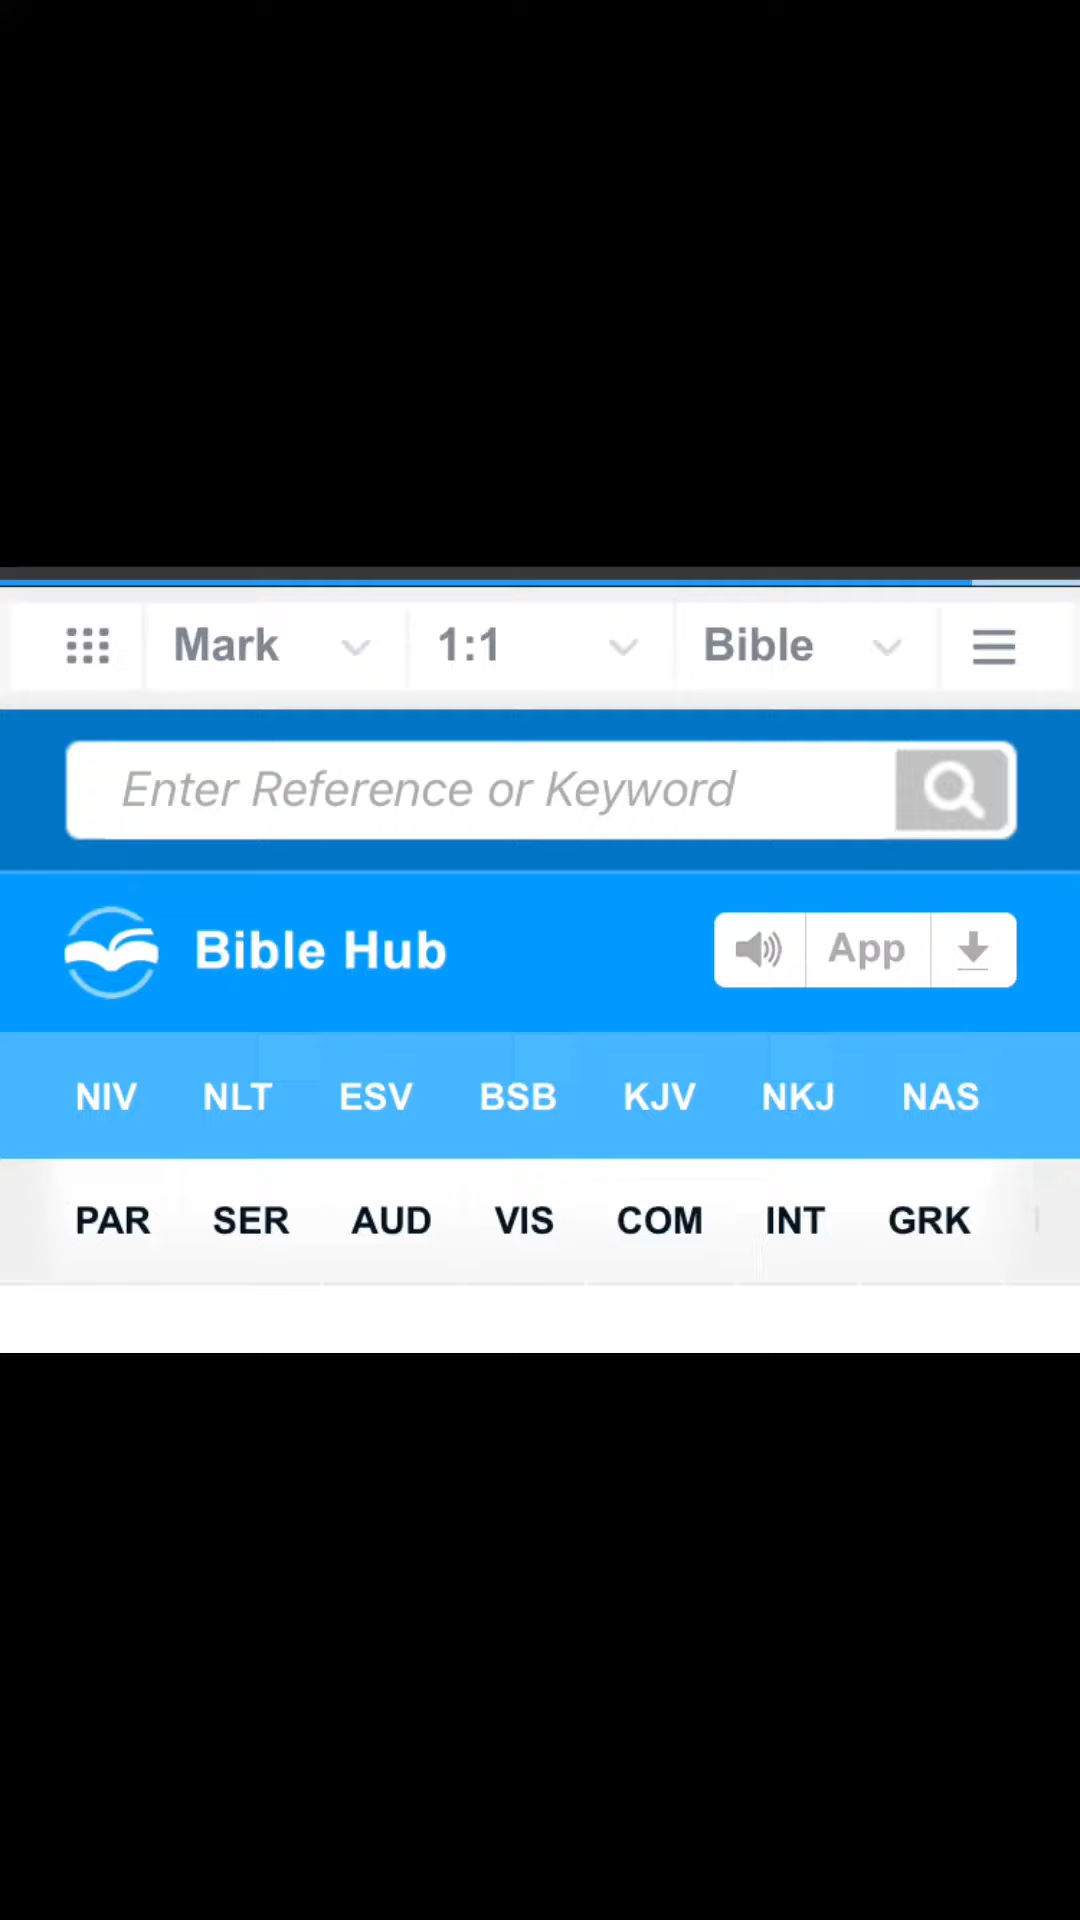 Mark 1:1 Bible
Enter Reference or Keyword
Bible Hub App
NIV NLT ESV BSB KJV NKJ NAS
PAR SER AUD VIS COM INT GRK